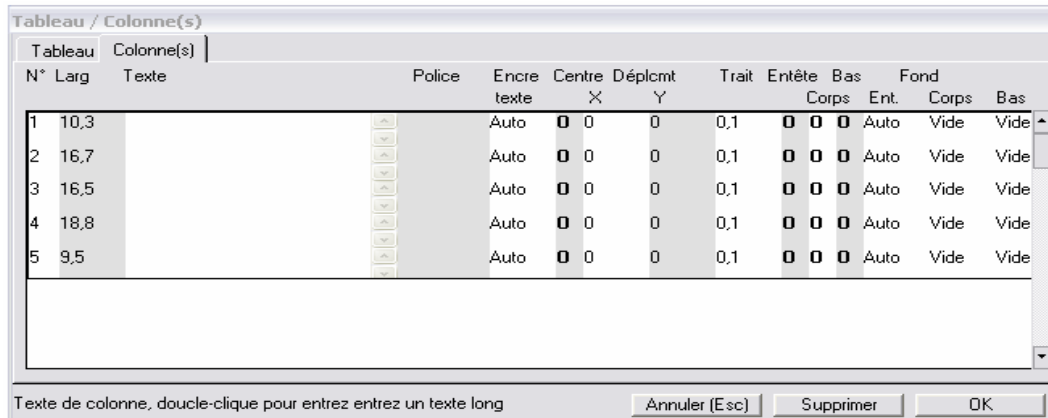 Tableau / Colonne(s)
Tableau Colonne(s)
N° Larg Texte Police Encre Centre Déplcmt Trait Entête Bas Fond
texte X Y Corps Ent. Corps Bas
1 10,3 Auto 0 0 0 0,1 0 0 0 Auto Vide Vide
2 16,7 Auto 0 0 0 0,1 0 0 0 Auto Vide Vide
3 16,5 Auto 0 0 0 0,1 0 0 0 Auto Vide Vide
4 18,8 Auto 0 0 0 0,1 0 0 0 Auto Vide Vide
5 9,5 Auto 0 0 0 0,1 0 0 0 Auto Vide Vide
Texte de colonne, doucle-clique pour entrez entrez un texte long Annuler (Esc) Supprimer OK